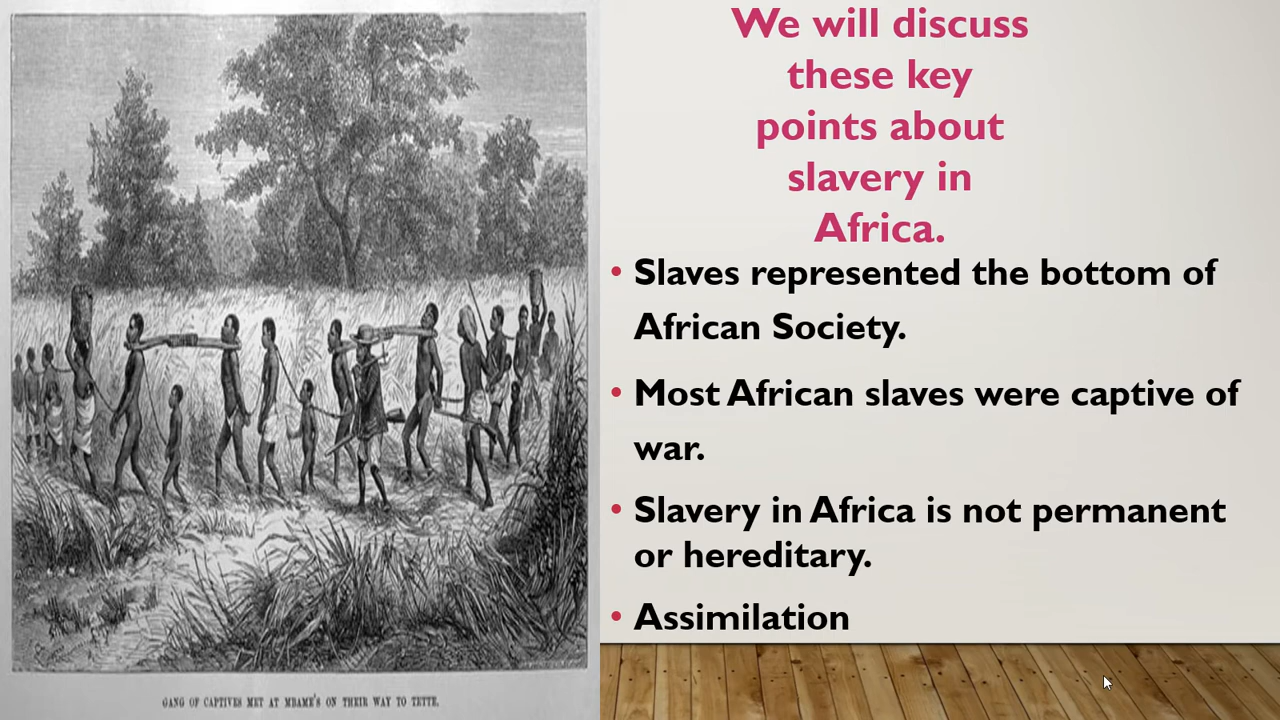 We will discuss
these key
points about
slavery in
Africa.
• Slaves represented the bottom of
African Society.
• Most African slaves were captive of
war.
• Slavery in Africa is not permanent
or hereditary.
• Assimilation
GANG OF CAPTIVES MET AT MBAME'S ON THEIR WAY TO TETTE.